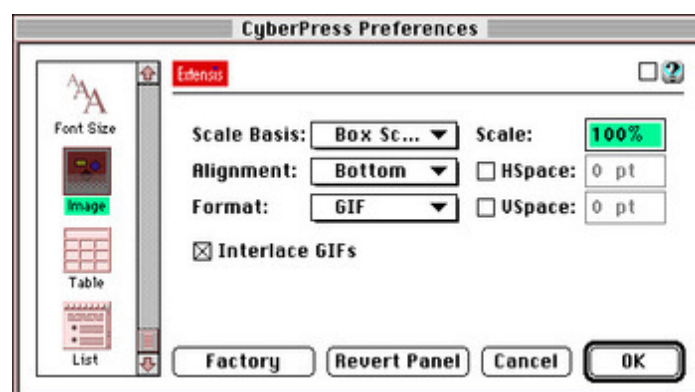 CyberPress Preferences
Extensis
AAA
Font Size
Image
Table
List
Scale Basis: Box Sc... Scale: 100%
Alignment: Bottom HSpace: 0 pt
Format: GIF VSpace: 0 pt
Interlace GIFs
Factory Revert Panel Cancel OK